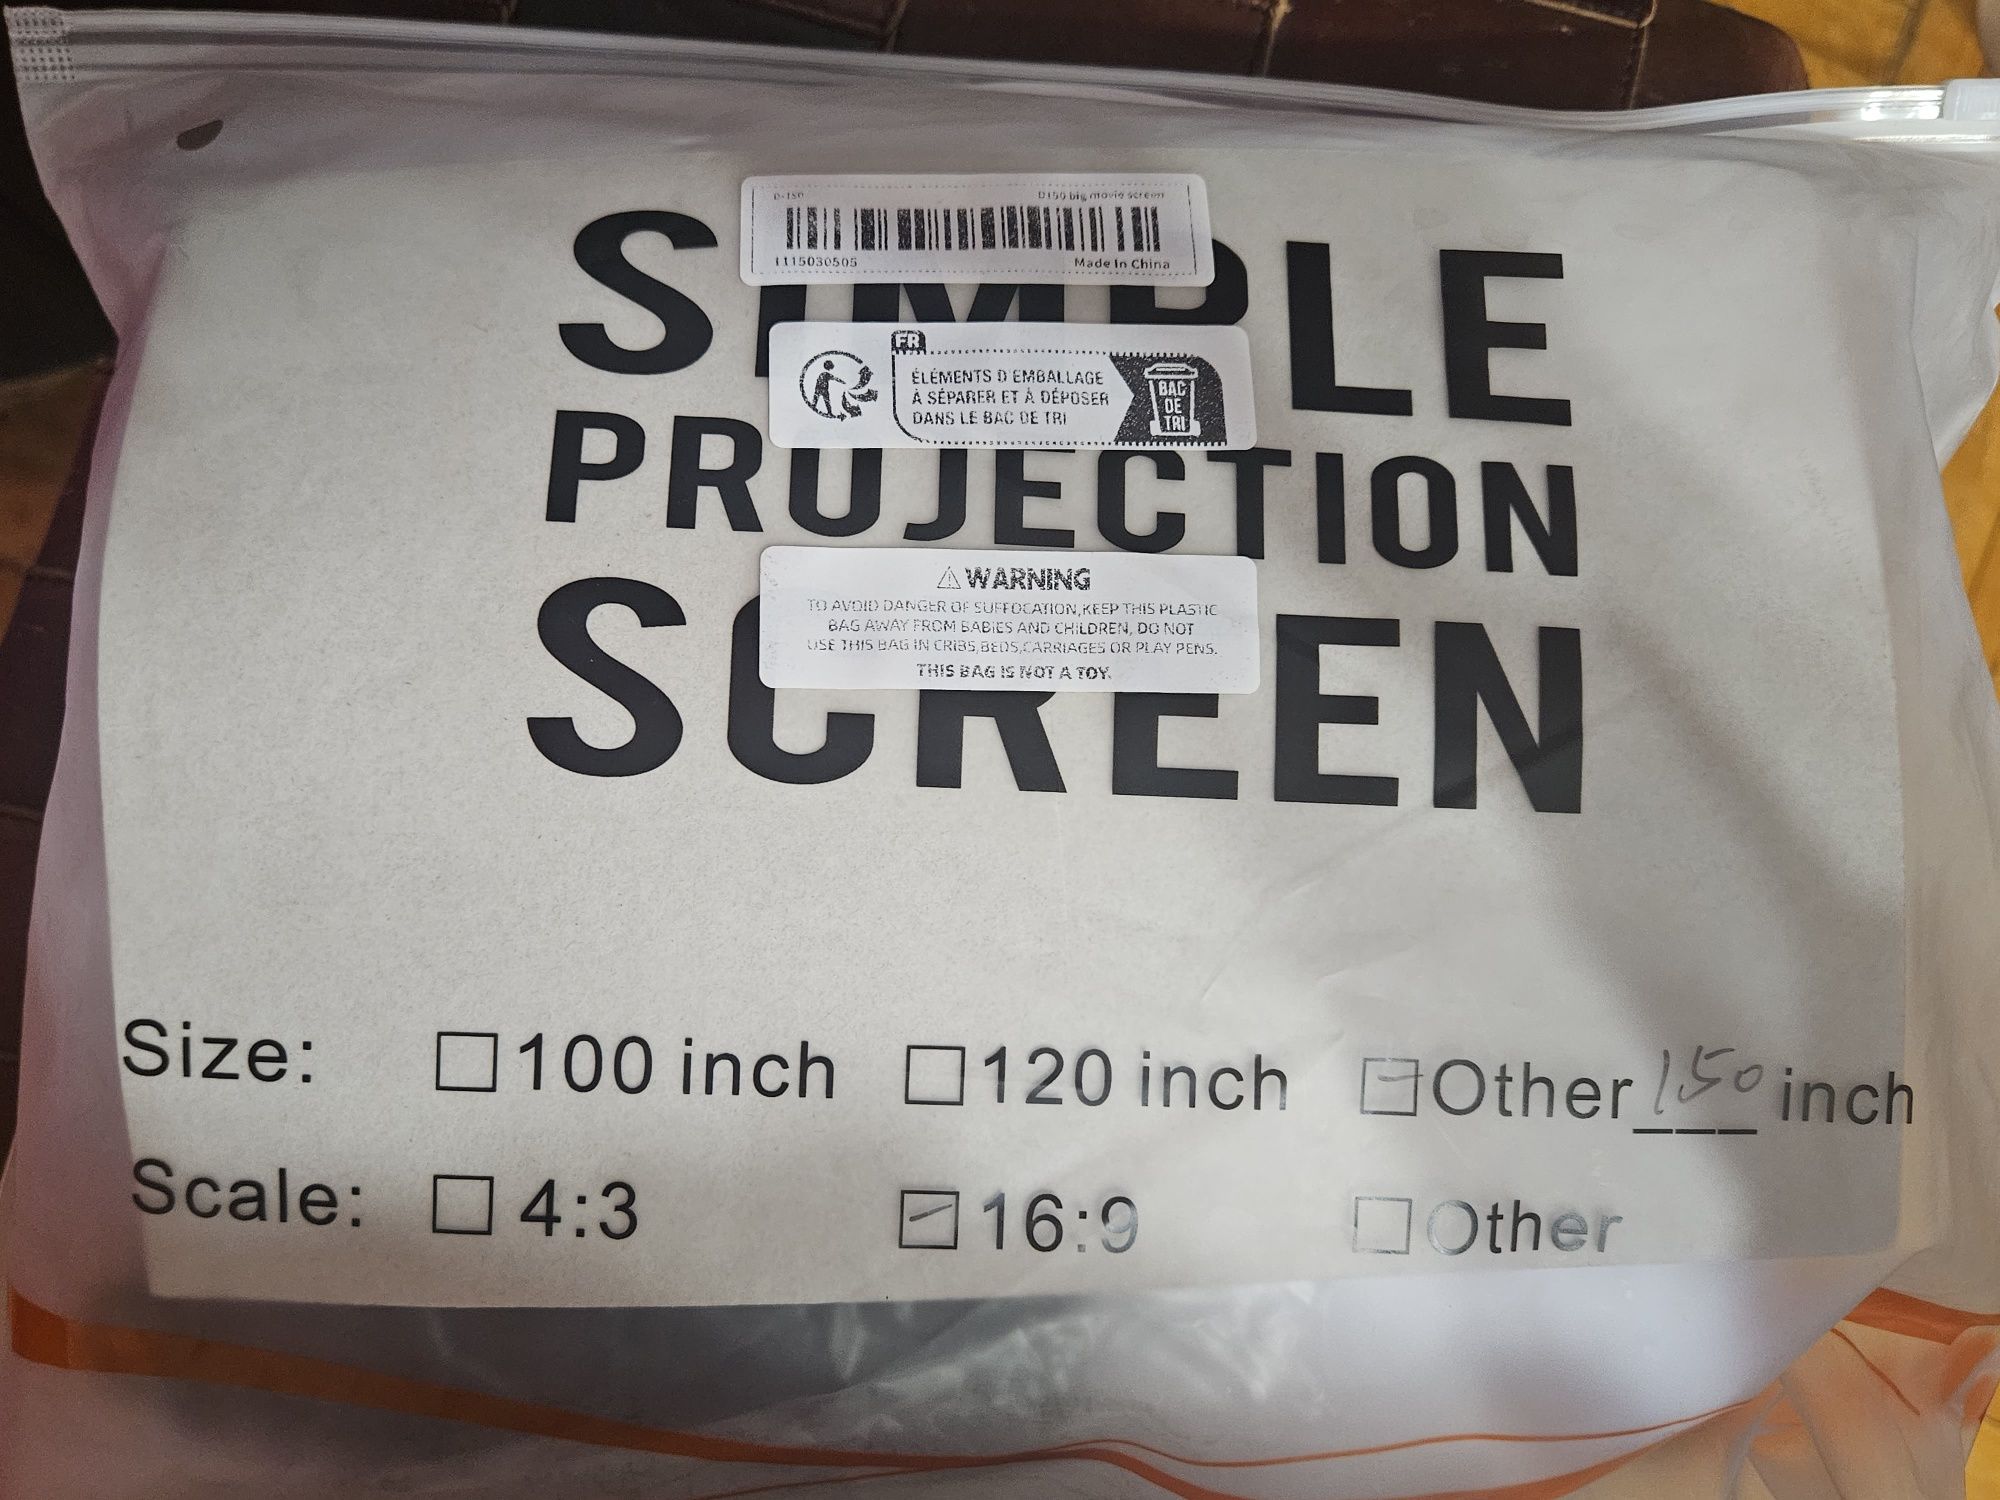 D-150 D150 big movie screen
1115030505 Made In China
SIMPLE
FR
ÉLÉMENTS D EMBALLAGE
À SÉPARER ET À DÉPOSER
DANS LE BAC DE TRI
BAC
DE
TRI
PROJECTION
WARNING
TO AVOID DANGER OF SUFFOCATION,KEEP THIS PLASTIC
BAG AWAY FROM BABIES AND CHILDREN, DO NOT
USE THIS BAG IN CRIBS,BEDS,CARRIAGES OR PLAY PENS.
THIS BAG IS NOT A TOY.
SCREEN
Size: 100 inch 120 inch Other 150 inch
Scale: 4:3 16:9 Other